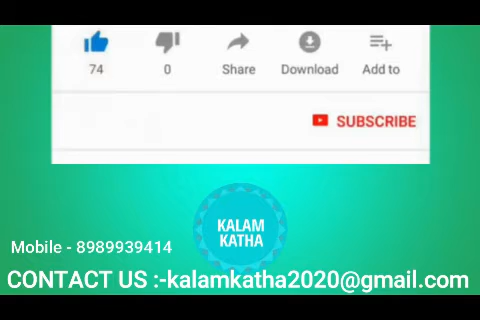 74 0 Share Download Add to
SUBSCRIBE
KALAM
KATHA
Mobile - 8989939414
CONTACT US :-kalamkatha2020@gmail.com